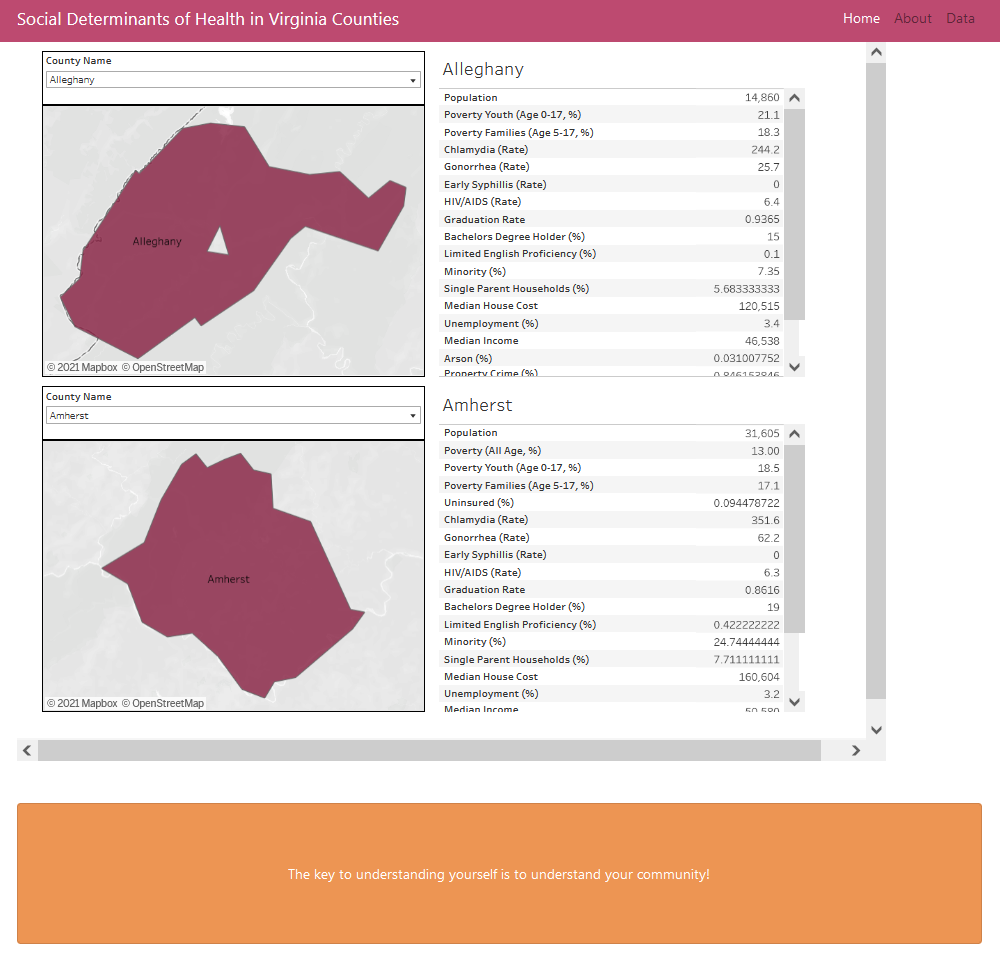 Social Determinants of Health in Virginia Counties
Home About Data
County Name
Alleghany
Alleghany
© 2021 Mapbox © OpenStreetMap
Alleghany
Population 14,860
Poverty Youth (Age 0-17, %) 21.1
Poverty Families (Age 5-17, %) 18.3
Chlamydia (Rate) 244.2
Gonorrhea (Rate) 25.7
Early Syphillis (Rate) 0
HIV/AIDS (Rate) 6.4
Graduation Rate 0.9365
Bachelors Degree Holder (%) 15
Limited English Proficiency (%) 0.1
Minority (%) 7.35
Single Parent Households (%) 5.683333333
Median House Cost 120,515
Unemployment (%) 3.4
Median Income 46,538
Arson (%) 0.031007752
Property Crime (%) 0.846153846
County Name
Amherst
Amherst
© 2021 Mapbox © OpenStreetMap
Amherst
Population 31,605
Poverty (All Age, %) 13.00
Poverty Youth (Age 0-17, %) 18.5
Poverty Families (Age 5-17, %) 17.1
Uninsured (%) 0.094478722
Chlamydia (Rate) 351.6
Gonorrhea (Rate) 62.2
Early Syphillis (Rate) 0
HIV/AIDS (Rate) 6.3
Graduation Rate 0.8616
Bachelors Degree Holder (%) 19
Limited English Proficiency (%) 0.422222222
Minority (%) 24.74444444
Single Parent Households (%) 7.711111111
Median House Cost 160,604
Unemployment (%) 3.2
Median Income 50,580
The key to understanding yourself is to understand your community!